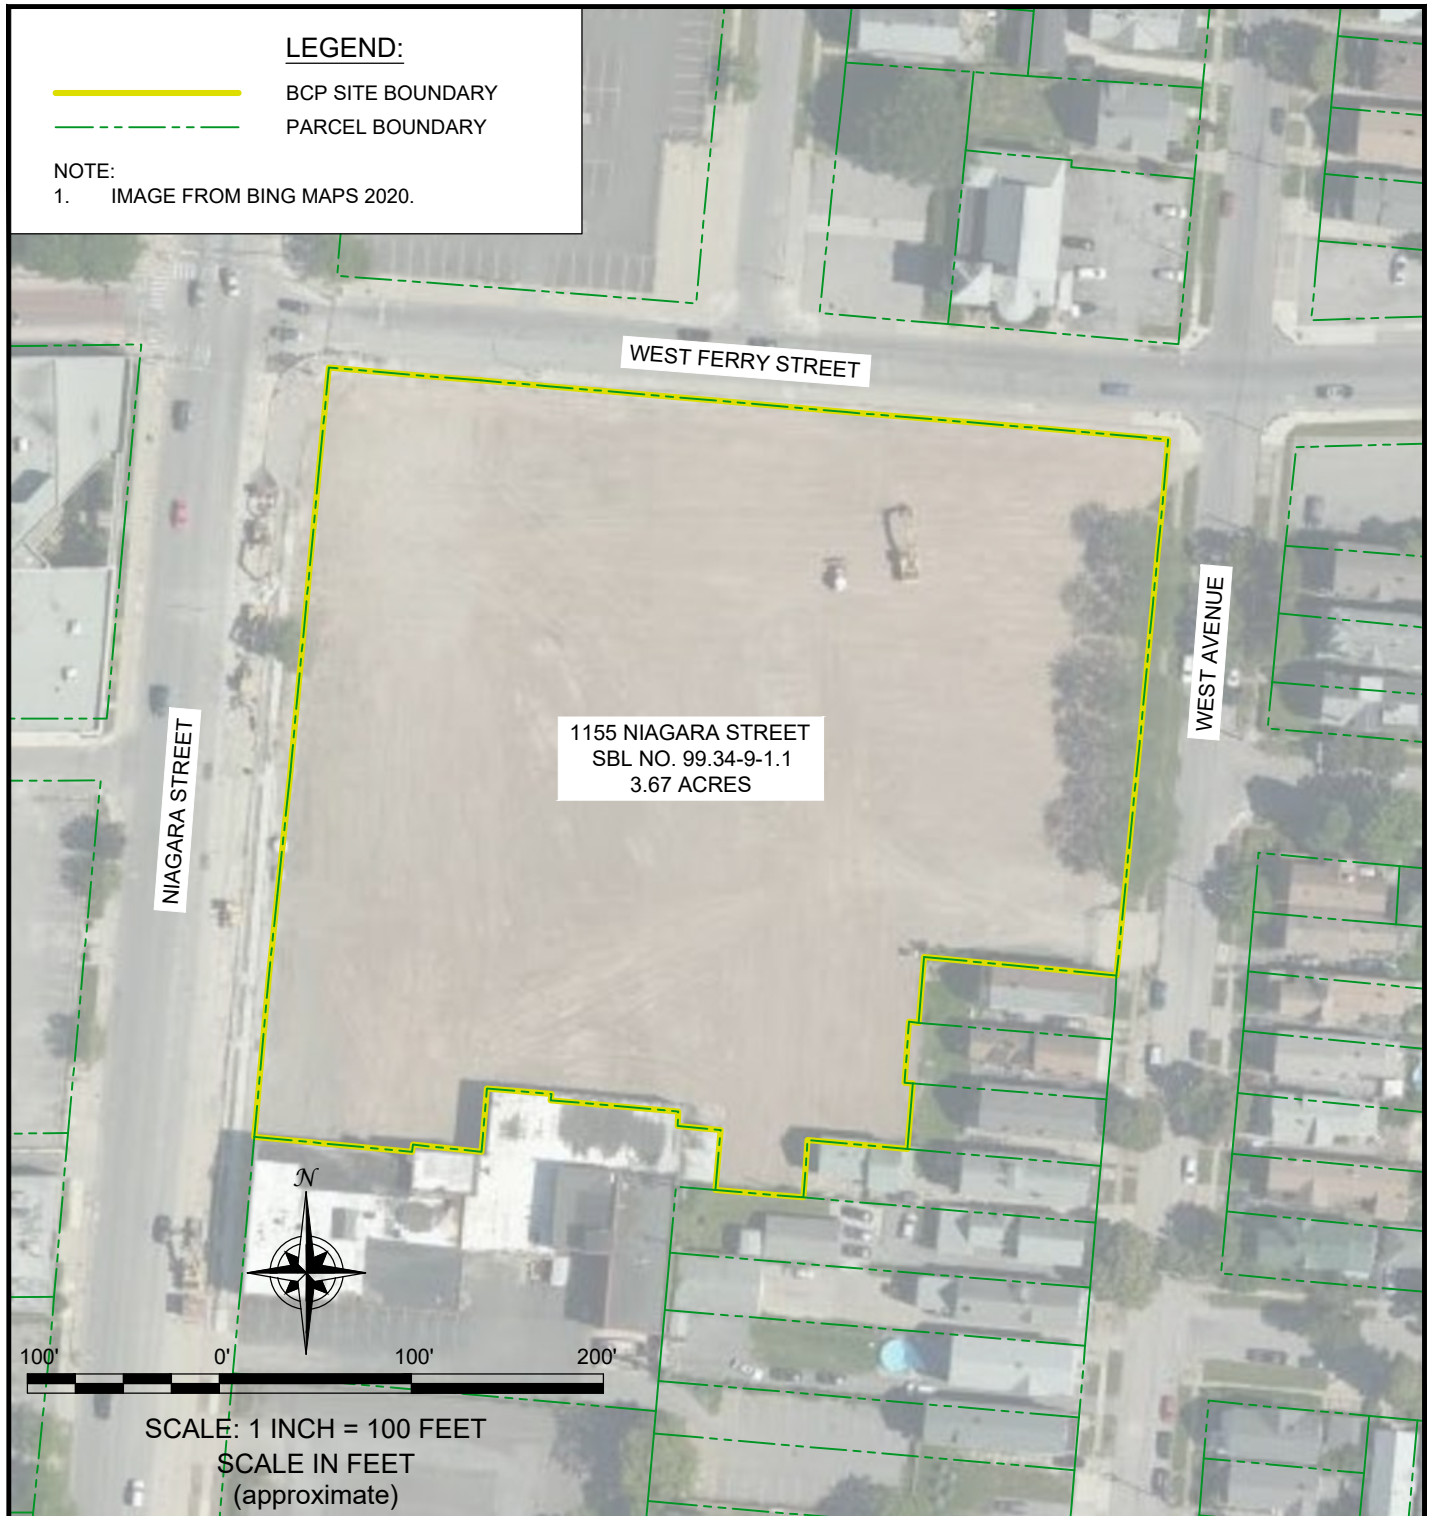 LEGEND:
BCP SITE BOUNDARY
PARCEL BOUNDARY
NOTE:
1. IMAGE FROM BING MAPS 2020.
WEST FERRY STREET
WEST AVENUE
1155 NIAGARA STREET
SBL NO. 99.34-9-1.1
3.67 ACRES
NIAGARA STREET
N
100' 0' 100' 200'
SCALE: 1 INCH = 100 FEET
SCALE IN FEET
(approximate)